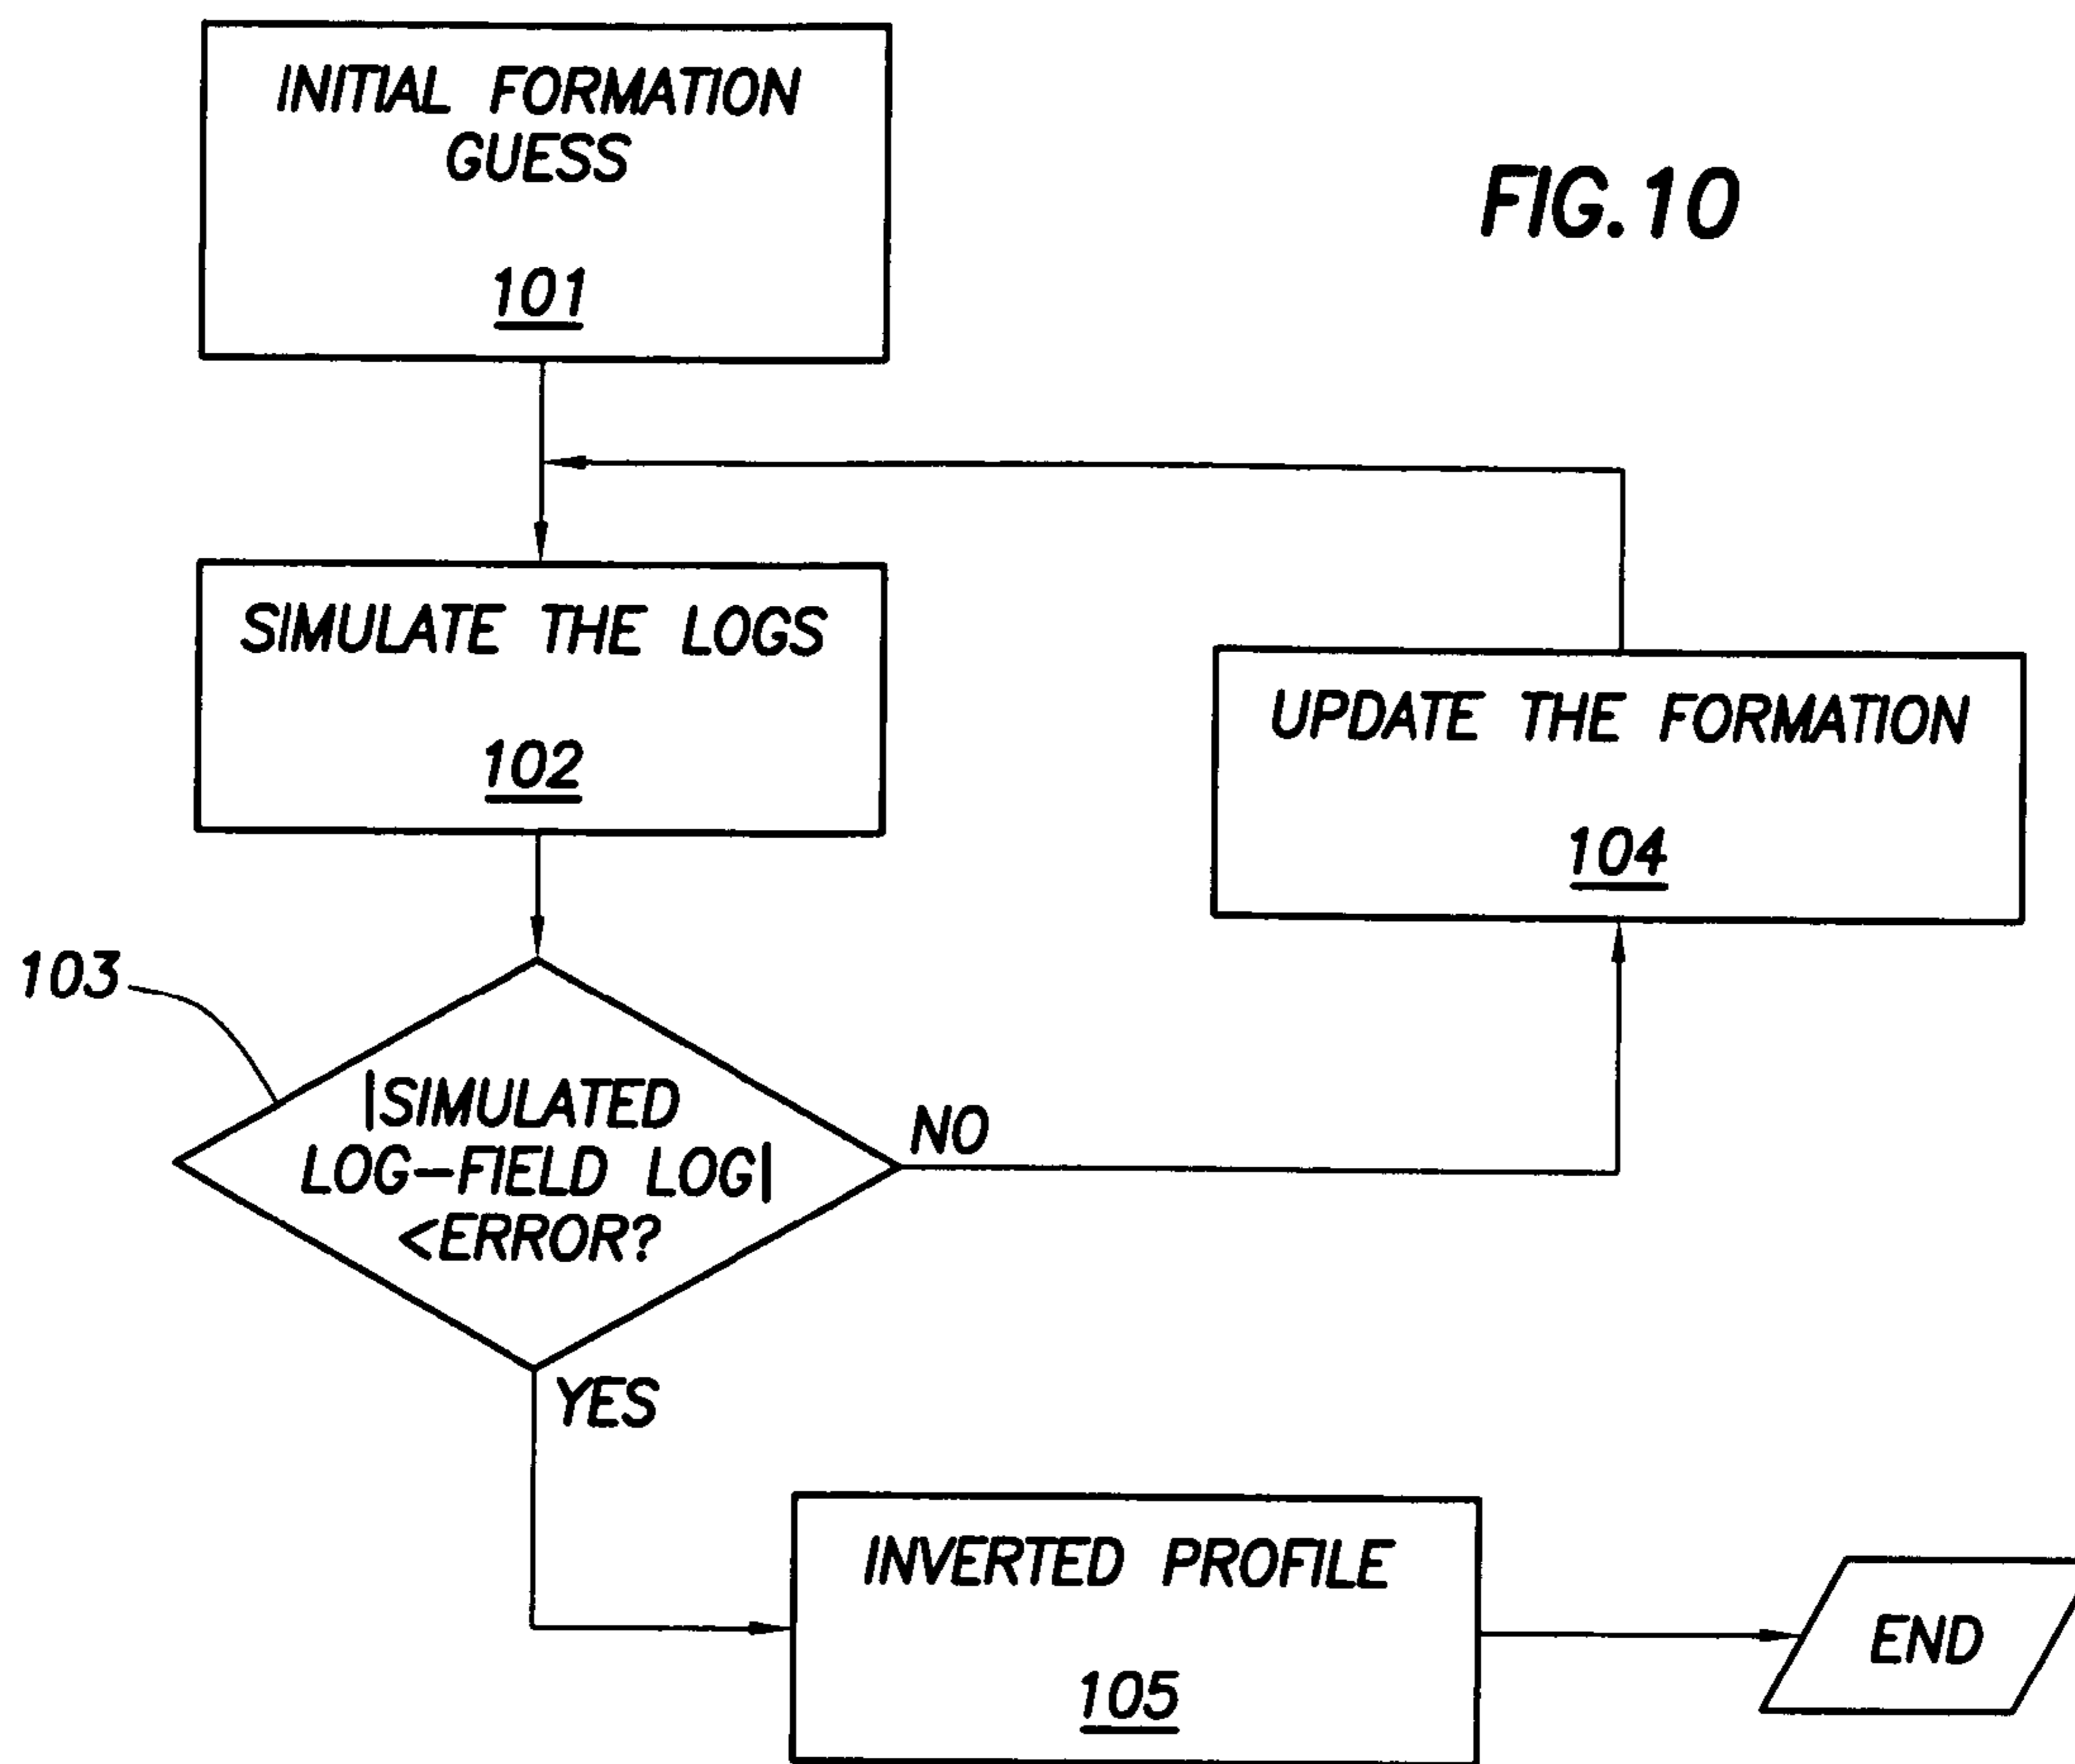 INITIAL FORMATION
GUESS
101
FIG.10
SIMULATE THE LOGS
102
UPDATE THE FORMATION
104
103
|SIMULATED
LOG-FIELD LOG|
<ERROR?
NO
YES
INVERTED PROFILE
105
END